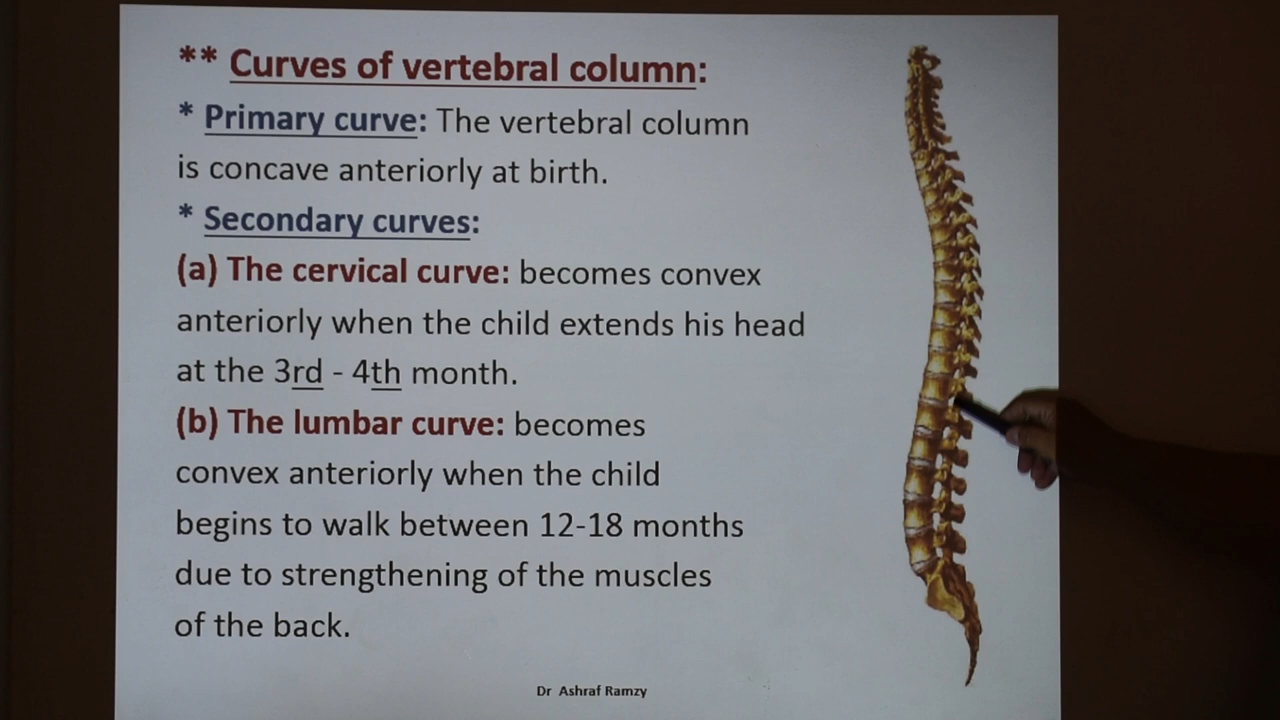 ** Curves of vertebral column:
* Primary curve: The vertebral column
is concave anteriorly at birth.
* Secondary curves:
(a) The cervical curve: becomes convex
anteriorly when the child extends his head
at the 3rd - 4th month.
(b) The lumbar curve: becomes
convex anteriorly when the child
begins to walk between 12-18 months
due to strengthening of the muscles
of the back.
Dr Ashraf Ramzy